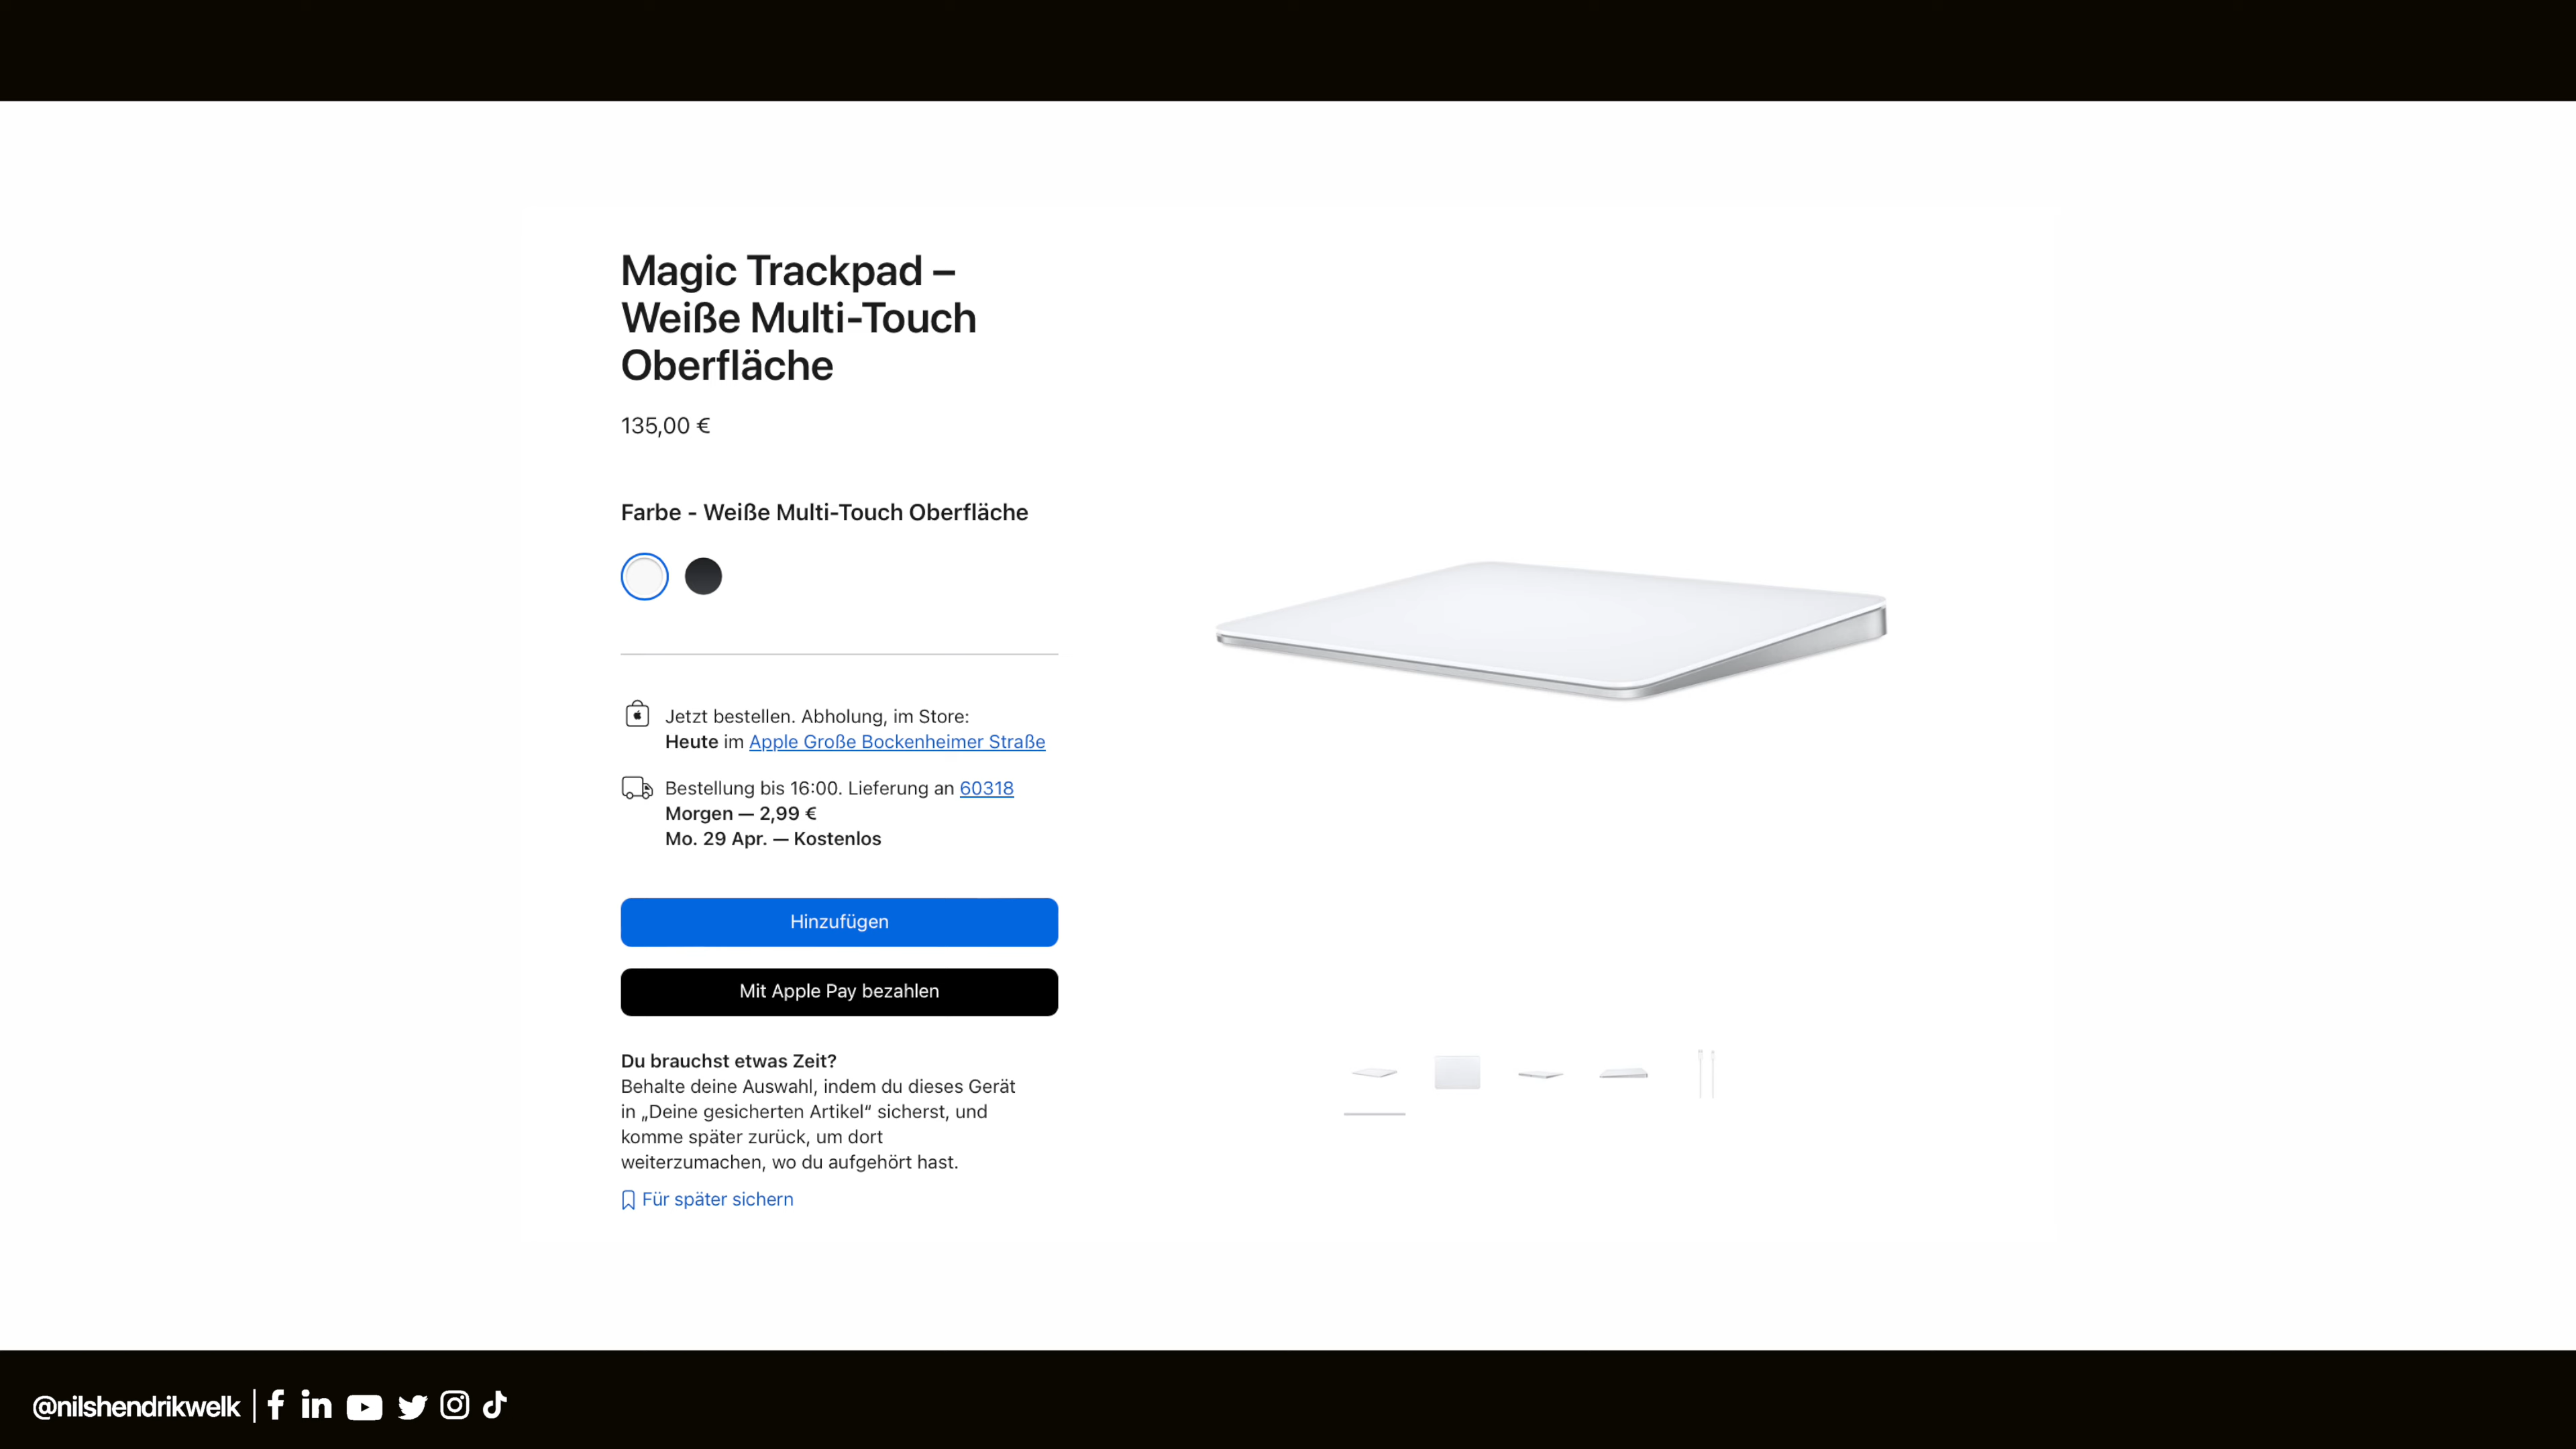 Magic Trackpad –
Weiße Multi-Touch
Oberfläche
135,00 €
Farbe - Weiße Multi-Touch Oberfläche
Jetzt bestellen. Abholung, im Store:
Heute im Apple Große Bockenheimer Straße
Bestellung bis 16:00. Lieferung an 60318
Morgen — 2,99 €
Mo. 29 Apr. — Kostenlos
Hinzufügen
Mit Apple Pay bezahlen
Du brauchst etwas Zeit?
Behalte deine Auswahl, indem du dieses Gerät
in „Deine gesicherten Artikel“ sicherst, und
komme später zurück, um dort
weiterzumachen, wo du aufgehört hast.
Für später sichern
@nilshendrikwelk